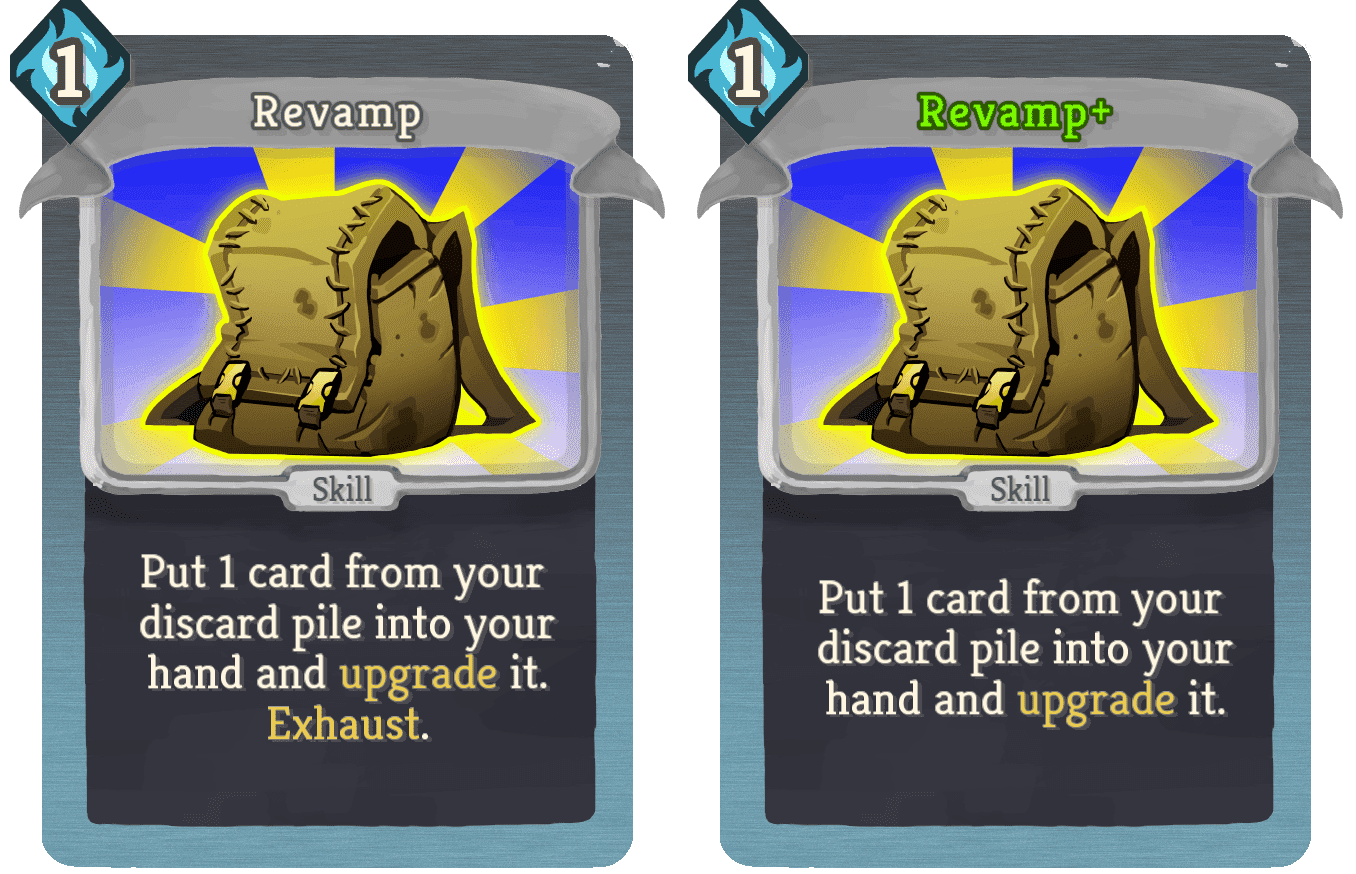 1
Revamp
Skill
Put 1 card from your
discard pile into your
hand and upgrade it.
Exhaust.
1
Revamp+
Skill
Put 1 card from your
discard pile into your
hand and upgrade it.